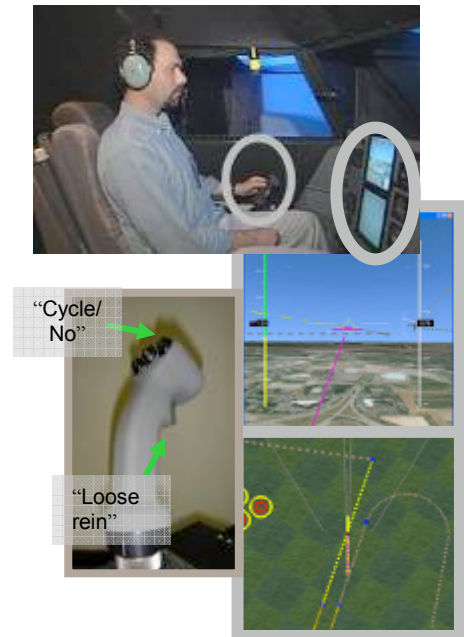 “Cycle/
No”
“Loose
rein”